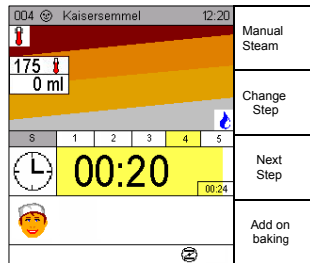 004 Kaisersemmel 12:20
175
0 ml
S 1 2 3 4 5
00:20
00:24
Manual
Steam
Change
Step
Next
Step
Add on
baking